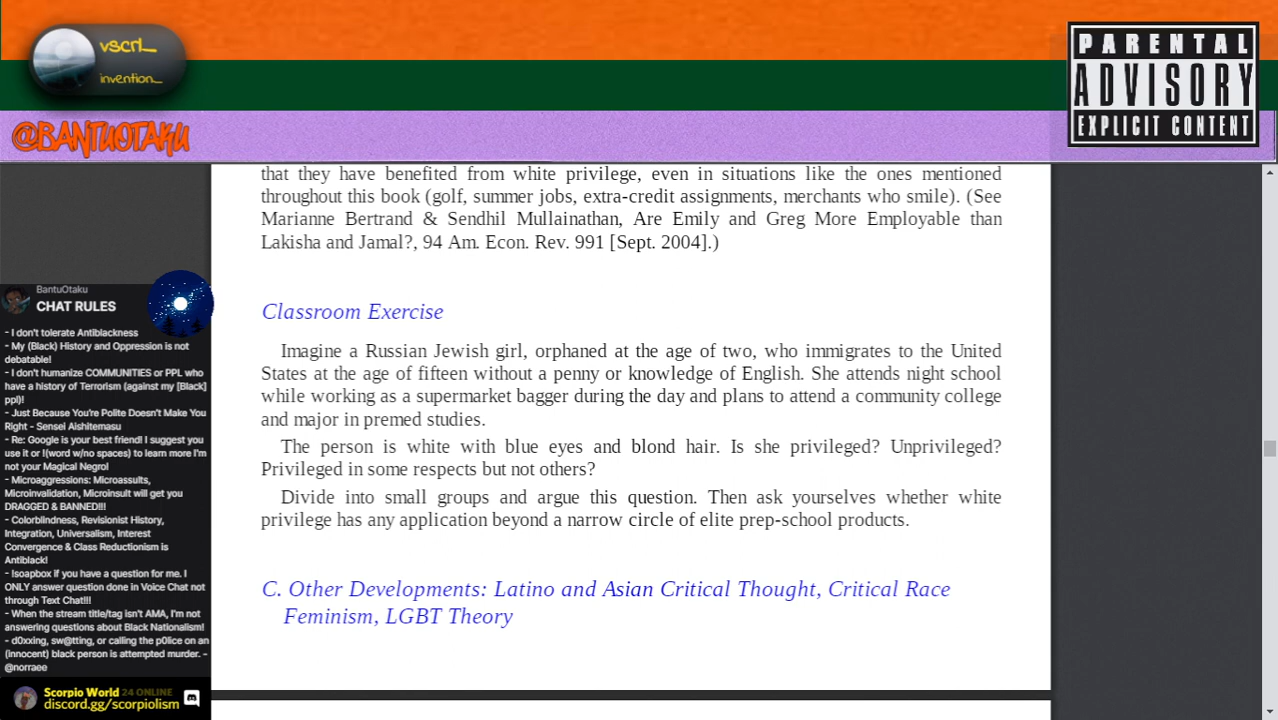 vscrl_
invention_
PARENTAL
ADVISORY
EXPLICIT CONTENT
@BANTUOTAKU
that they have benefited from white privilege, even in situations like the ones mentioned
throughout this book (golf, summer jobs, extra-credit assignments, merchants who smile). (See
Marianne Bertrand & Sendhil Mullainathan, Are Emily and Greg More Employable than
Lakisha and Jamal?, 94 Am. Econ. Rev. 991 [Sept. 2004].)
Classroom Exercise
Imagine a Russian Jewish girl, orphaned at the age of two, who immigrates to the United
States at the age of fifteen without a penny or knowledge of English. She attends night school
while working as a supermarket bagger during the day and plans to attend a community college
and major in premed studies.
The person is white with blue eyes and blond hair. Is she privileged? Unprivileged?
Privileged in some respects but not others?
Divide into small groups and argue this question. Then ask yourselves whether white
privilege has any application beyond a narrow circle of elite prep-school products.
C. Other Developments: Latino and Asian Critical Thought, Critical Race
Feminism, LGBT Theory
BantuOtaku
CHAT RULES
- I don't tolerate Antiblackness
- My (Black) History and Oppression is not
debatable!
- I don't humanize COMMUNITIES or PPL who
have a history of Terrorism (against my [Black]
ppl)!
- Just Because You're Polite Doesn't Make You
Right - Sensei Aishitemasu
- Re: Google is your best friend! I suggest you
use it or !(word w/no spaces) to learn more I'm
not your Magical Negro!
- Microaggressions: Microassults,
Microinvalidation, Microinsult will get you
DRAGGED & BANNED!!!
- Colorblindness, Revisionist History,
Integration, Universalism, Interest
Convergence & Class Reductionism is
Antiblack!
- !soapbox if you have a question for me. I
ONLY answer question done in Voice Chat not
through Text Chat!!!
- When the stream title/tag isn't AMA, I'm not
answering questions about Black Nationalism!
- d0xxing, sw@tting, or calling the p0lice on an
(innocent) black person is attempted murder. -
@norraee
Scorpio World 24 ONLINE
discord.gg/scorpiolism